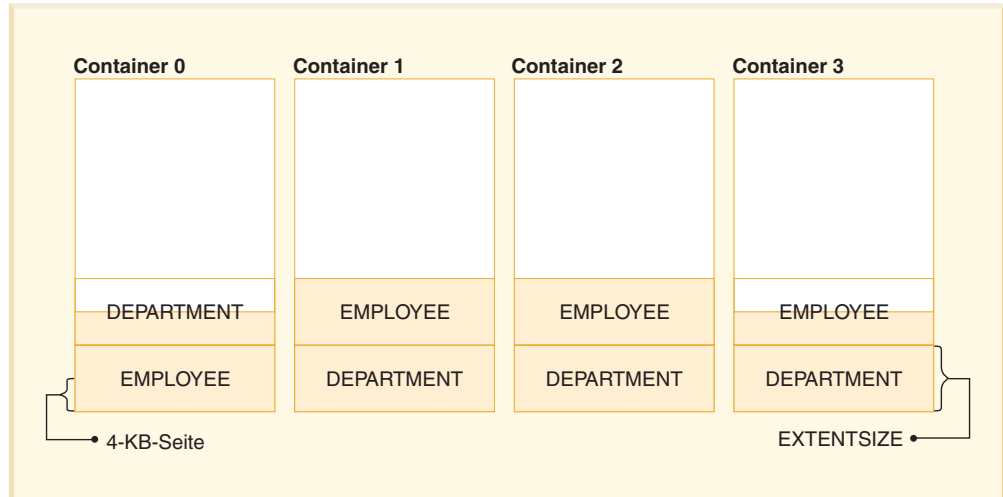 Container 0 Container 1 Container 2 Container 3
DEPARTMENT EMPLOYEE EMPLOYEE EMPLOYEE
EMPLOYEE DEPARTMENT DEPARTMENT DEPARTMENT
4-KB-Seite EXTENTSIZE